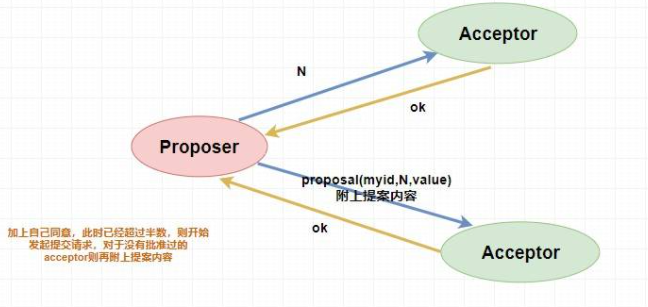 Acceptor
N
ok
Proposer
proposal(myid,N,value)
附上提案内容
ok
加上自己同意，此时已经超过半数，则开始
发起提交请求，对于没有批准过的
acceptor则再附上提案内容
Acceptor